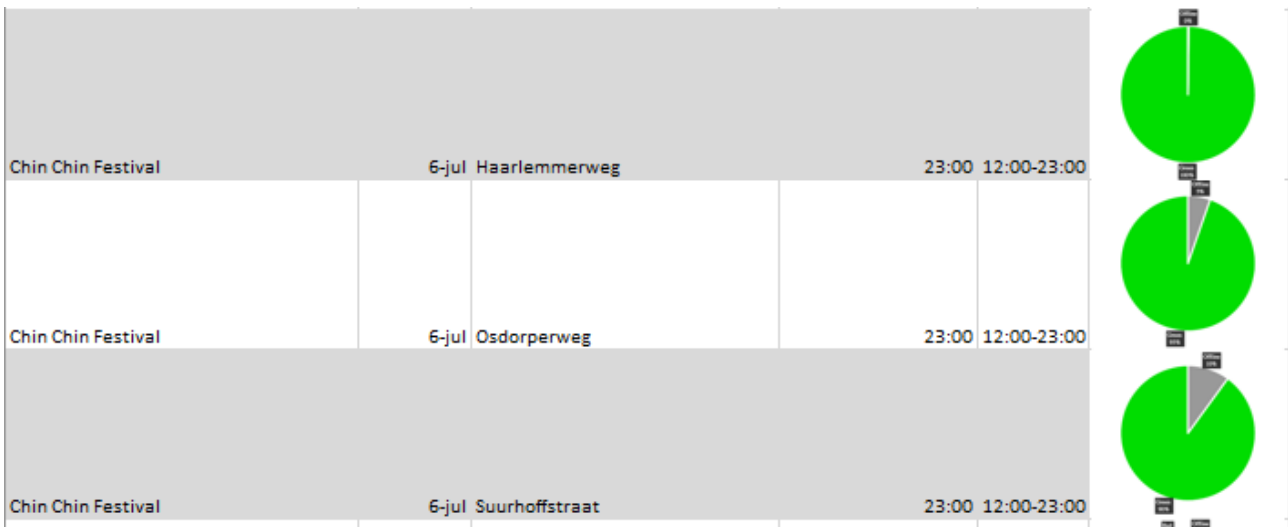 Chin Chin Festival 6-jul Haarlemmerweg 23:00 12:00-23:00
Chin Chin Festival 6-jul Osdorperweg 23:00 12:00-23:00
Chin Chin Festival 6-jul Suurhoffstraat 23:00 12:00-23:00